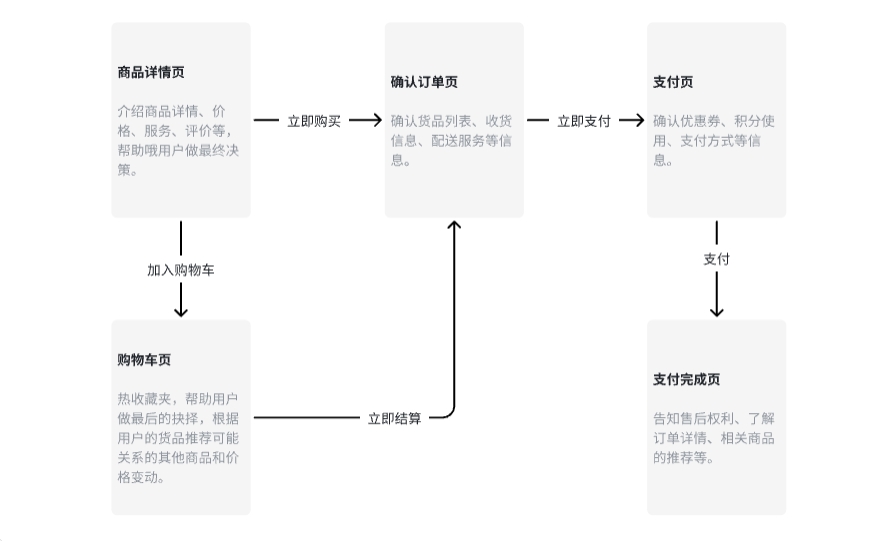 商品详情页
介绍商品详情、价
格、服务、评价等，
帮助哦用户做最终决
策。
立即购买
确认订单页
确认货品列表、收货
信息、配送服务等信
息。
立即支付
支付页
确认优惠券、积分使
用、支付方式等信
息。
加入购物车
支付
购物车页
热收藏夹，帮助用户
做最后的抉择，根据
用户的货品推荐可能
关系的其他商品和价
格变动。
立即结算
支付完成页
告知售后权利、了解
订单详情、相关商品
的推荐等。